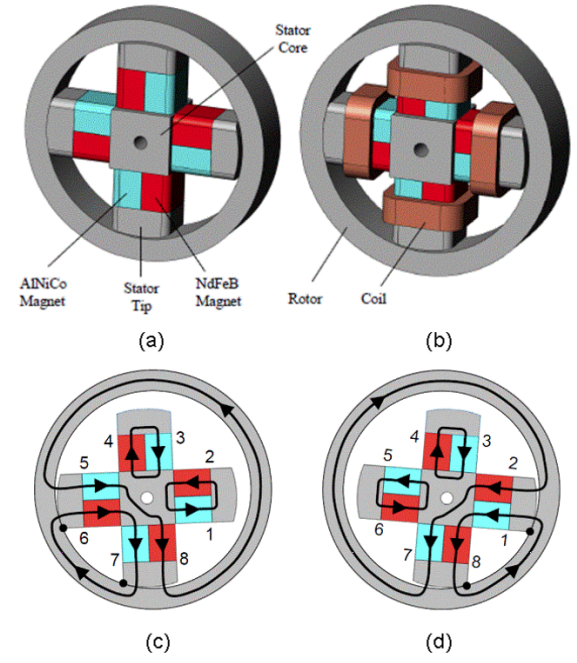 Stator
Core
AlNiCo
Magnet
Stator
Tip
NdFeB
Magnet
Rotor
Coil
(a)
(b)
4
3
5
2
6
1
7
8
4
3
5
2
6
1
7
8
(c)
(d)